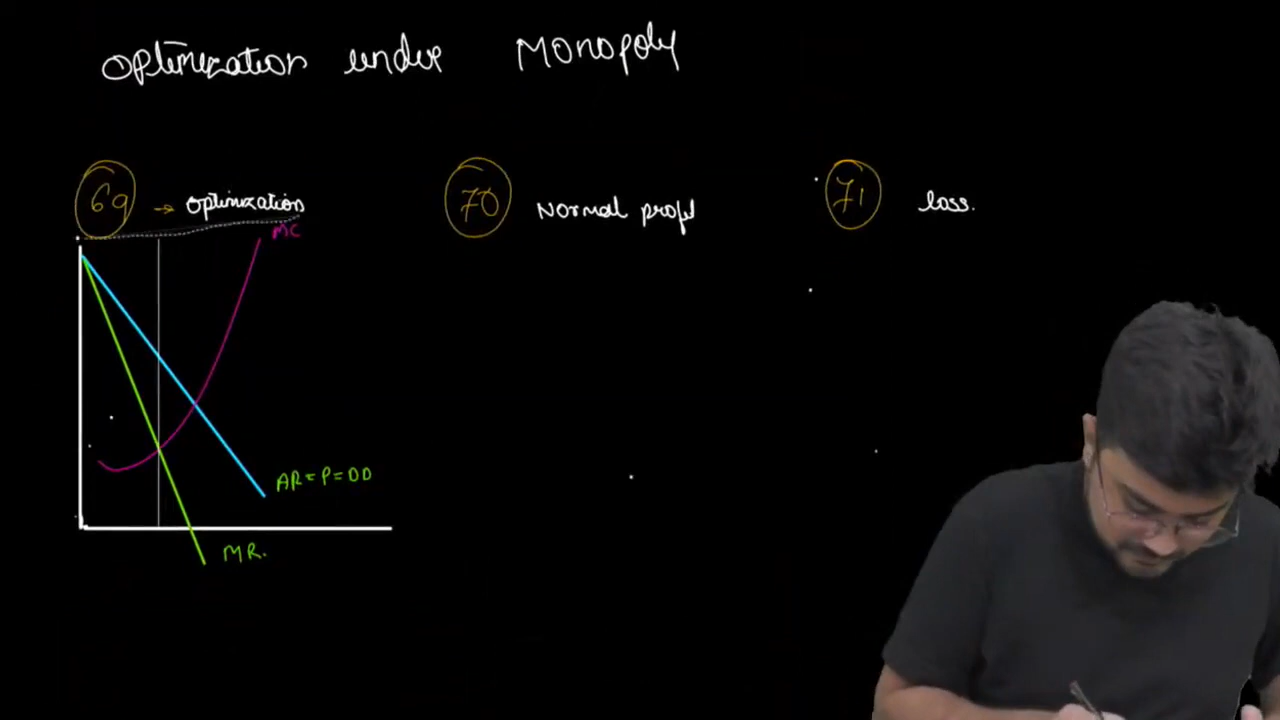 Optimization under Monopoly
69 → optimization
70 Normal profit
71 loss.
MC
AR = P = DD
MR.